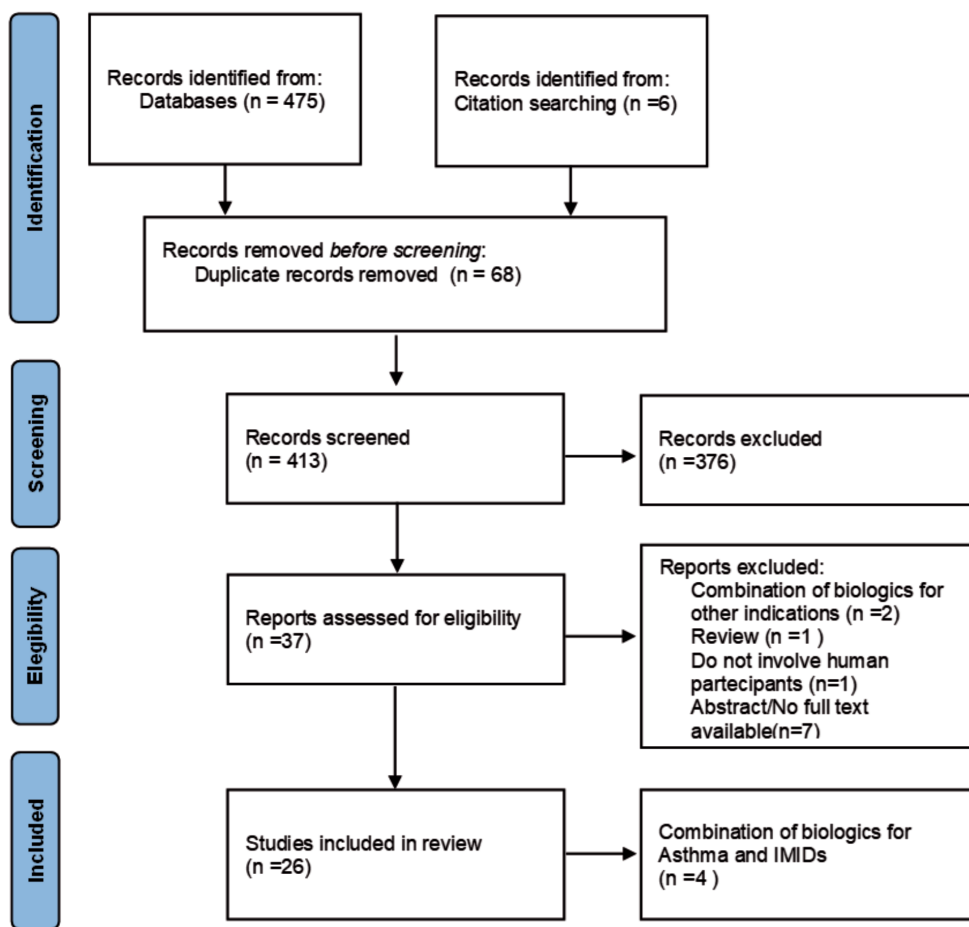 Identification
Records identified from:
Databases (n = 475)
Records identified from:
Citation searching (n =6)
Records removed before screening:
Duplicate records removed (n = 68)
Screening
Records screened
(n = 413)
Records excluded
(n =376)
Elegibility
Reports assessed for eligibility
(n =37)
Reports excluded:
Combination of biologics for
other indications (n =2)
Review (n =1 )
Do not involve human
partecipants (n=1)
Abstract/No full text
available(n=7)
Included
Studies included in review
(n =26)
Combination of biologics for
Asthma and IMIDs
(n =4 )